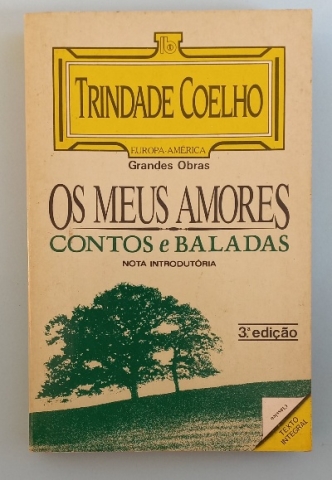 TRINDADE COELHO
EUROPA-AMÉRICA
Grandes Obras
OS MEUS AMORES
CONTOS e BALADAS
NOTA INTRODUTÓRIA
3.ª edição
TEXTO
INTEGRAL